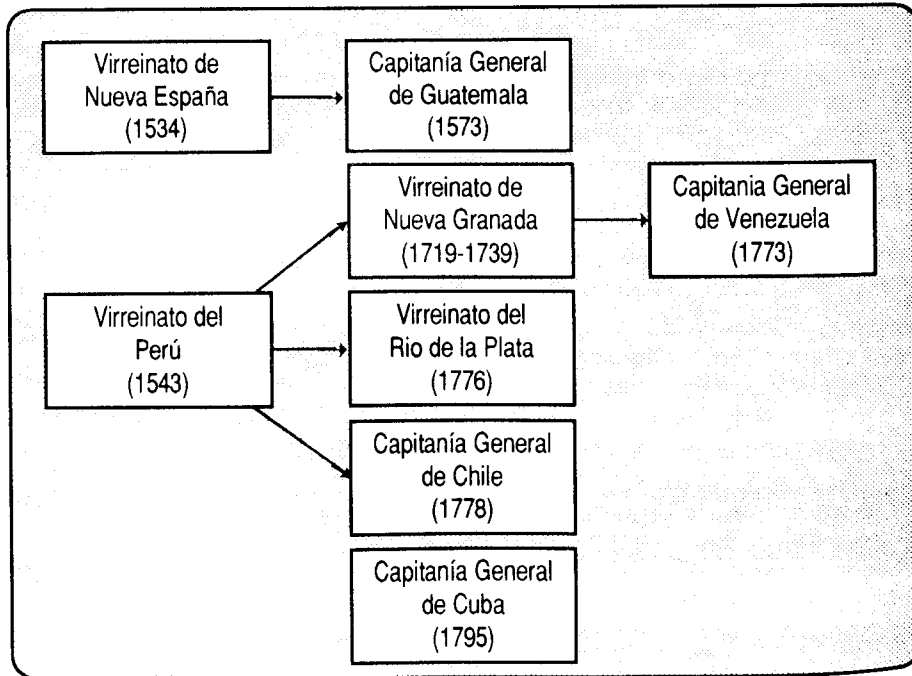 Virreinato de
Nueva España
(1534)
Capitanía General
de Guatemala
(1573)
Virreinato de
Nueva Granada
(1719-1739)
Capitania General
de Venezuela
(1773)
Virreinato del
Perú
(1543)
Virreinato del
Rio de la Plata
(1776)
Capitanía General
de Chile
(1778)
Capitanía General
de Cuba
(1795)